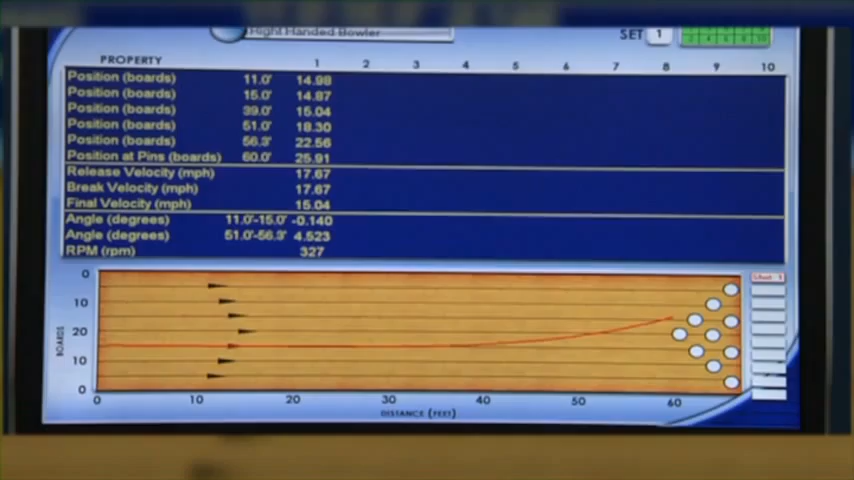 Right Handed Bowler
SET 1
PROPERTY 1 2 3 4 5 6 7 8 9 10
Position (boards) 11.0' 14.98
Position (boards) 15.0' 14.87
Position (boards) 39.0' 15.04
Position (boards) 51.0' 18.30
Position (boards) 56.3' 22.56
Position at Pins (boards) 60.0' 25.91
Release Velocity (mph) 17.67
Break Velocity (mph) 17.67
Final Velocity (mph) 15.04
Angle (degrees) 11.0'-15.0' -0.140
Angle (degrees) 51.0'-56.3' 4.523
RPM (rpm) 327
Shot 1
BOARDS
0
10
20
10
0
0 10 20 30 40 50 60
DISTANCE (FEET)